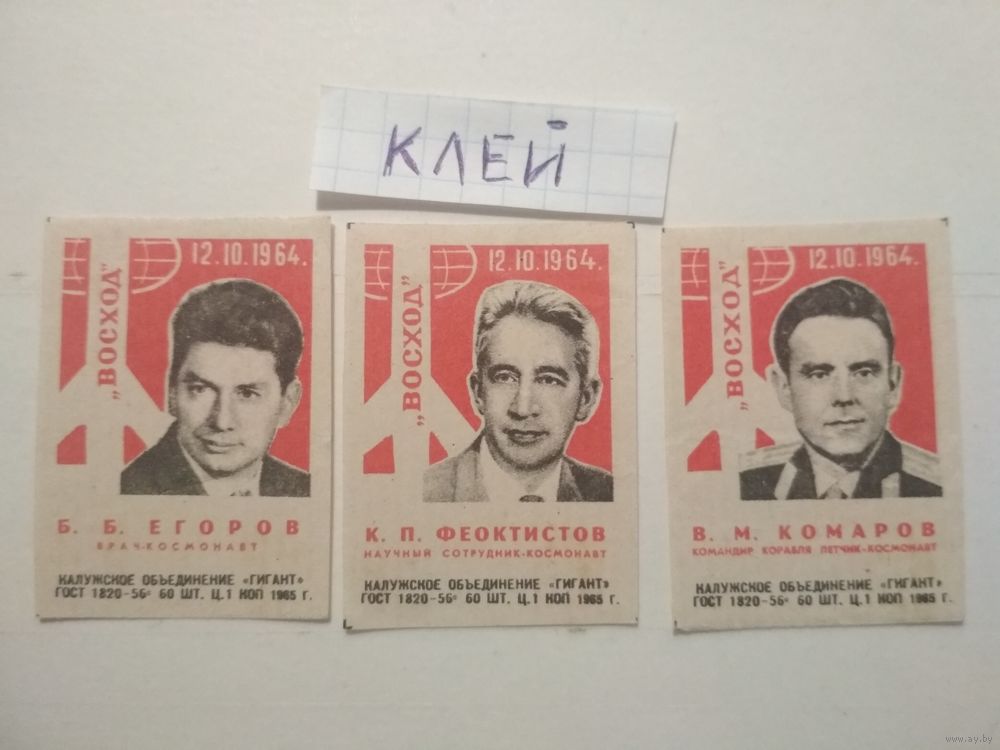 КЛЕЙ
12.10.1964.
„ВОСХОД"
Б. Б. ЕГОРОВ
ВРАЧ-КОСМОНАВТ
КАЛУЖСКОЕ ОБЪЕДИНЕНИЕ «ГИГАНТ»
ГОСТ 1820-56 60 ШТ. Ц.1 КОП 1965 Г.
12.10.1964.
„ВОСХОД"
К. П. ФЕОКТИСТОВ
НАУЧНЫЙ СОТРУДНИК-КОСМОНАВТ
КАЛУЖСКОЕ ОБЪЕДИНЕНИЕ «ГИГАНТ»
ГОСТ 1820-56 60 ШТ. Ц.1 КОП 1965 Г.
12.10.1964.
„ВОСХОД"
В. М. КОМАРОВ
КОМАНДИР КОРАБЛЯ ЛЕТЧИК-КОСМОНАВТ
КАЛУЖСКОЕ ОБЪЕДИНЕНИЕ «ГИГАНТ»
ГОСТ 1820-56 60 ШТ. Ц.1 КОП 1965 Г.
www.ay.by